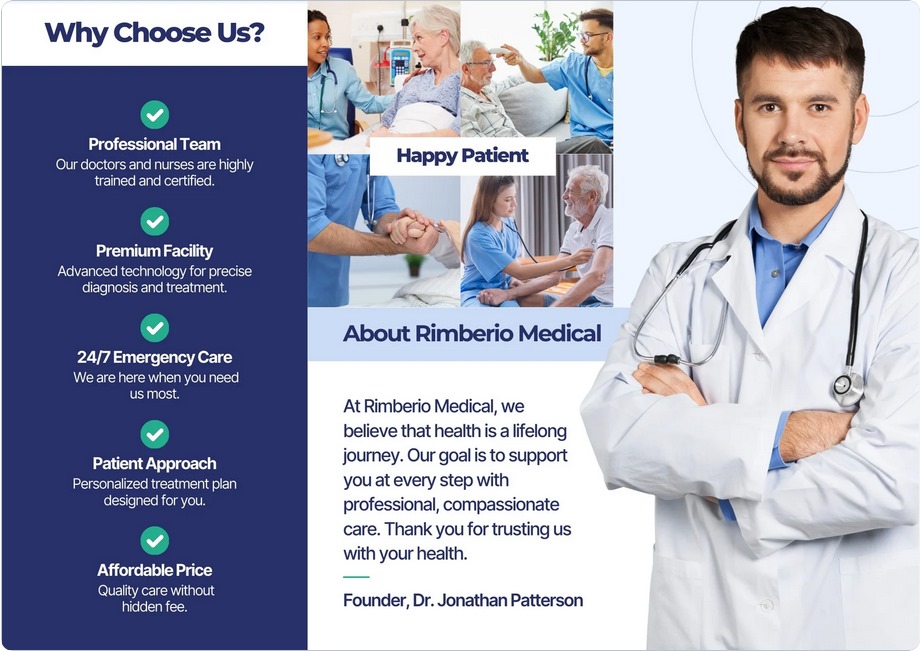 Why Choose Us?
Professional Team
Our doctors and nurses are highly
trained and certified.
Premium Facility
Advanced technology for precise
diagnosis and treatment.
24/7 Emergency Care
We are here when you need
us most.
Patient Approach
Personalized treatment plan
designed for you.
Affordable Price
Quality care without
hidden fee.
Happy Patient
About Rimberio Medical
At Rimberio Medical, we
believe that health is a lifelong
journey. Our goal is to support
you at every step with
professional, compassionate
care. Thank you for trusting us
with your health.
Founder, Dr. Jonathan Patterson